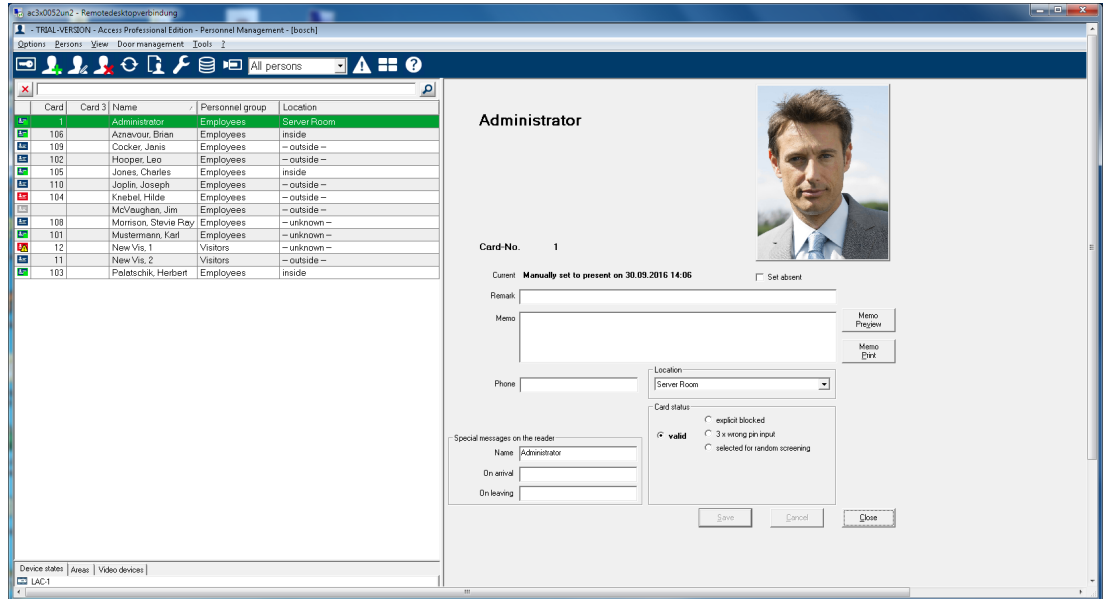 ac3x0052un2 - Remotedesktopverbindung
- TRIAL-VERSION - Access Professional Edition - Personnel Management - [bosch]
Options Persons View Door management Tools ?
All persons
Card Card 3 Name Personnel group Location
1 Administrator Employees Server Room
106 Aznavour, Brian Employees inside
109 Cocker, Janis Employees -- outside --
102 Hooper, Leo Employees -- outside --
105 Jones, Charles Employees inside
110 Joplin, Joseph Employees -- outside --
104 Knebel, Hilde Employees -- outside --
McVaughan, Jim Employees -- outside --
108 Morrison, Stevie Ray Employees -- unknown --
101 Mustermann, Karl Employees -- unknown --
12 New Vis, 1 Visitors -- unknown --
11 New Vis, 2 Visitors -- outside --
103 Palatschik, Herbert Employees inside
Device states Areas Video devices
LAC-1
Administrator
Card-No. 1
Current Manually set to present on 30.09.2016 14:06
Set absent
Remark
Memo
Memo
Preview
Memo
Print
Phone
Location
Server Room
Card status
explicit blocked
valid
3 x wrong pin input
selected for random screening
Special messages on the reader
Name Administrator
On arrival
On leaving
Save Cancel Close